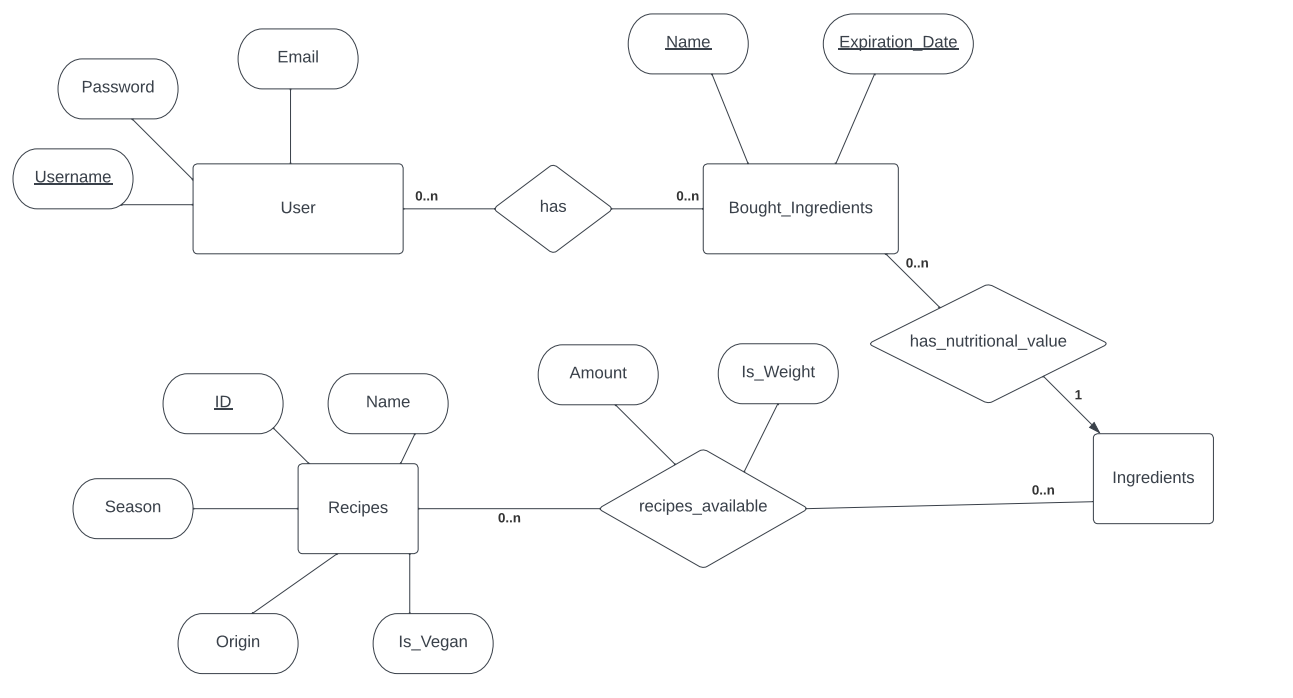 Name
Expiration_Date
Email
Password
Username
User
0..n
has
0..n
Bought_Ingredients
0..n
has_nutritional_value
1
Amount
Is_Weight
ID
Name
Ingredients
Season
Recipes
0..n
recipes_available
0..n
Origin
Is_Vegan